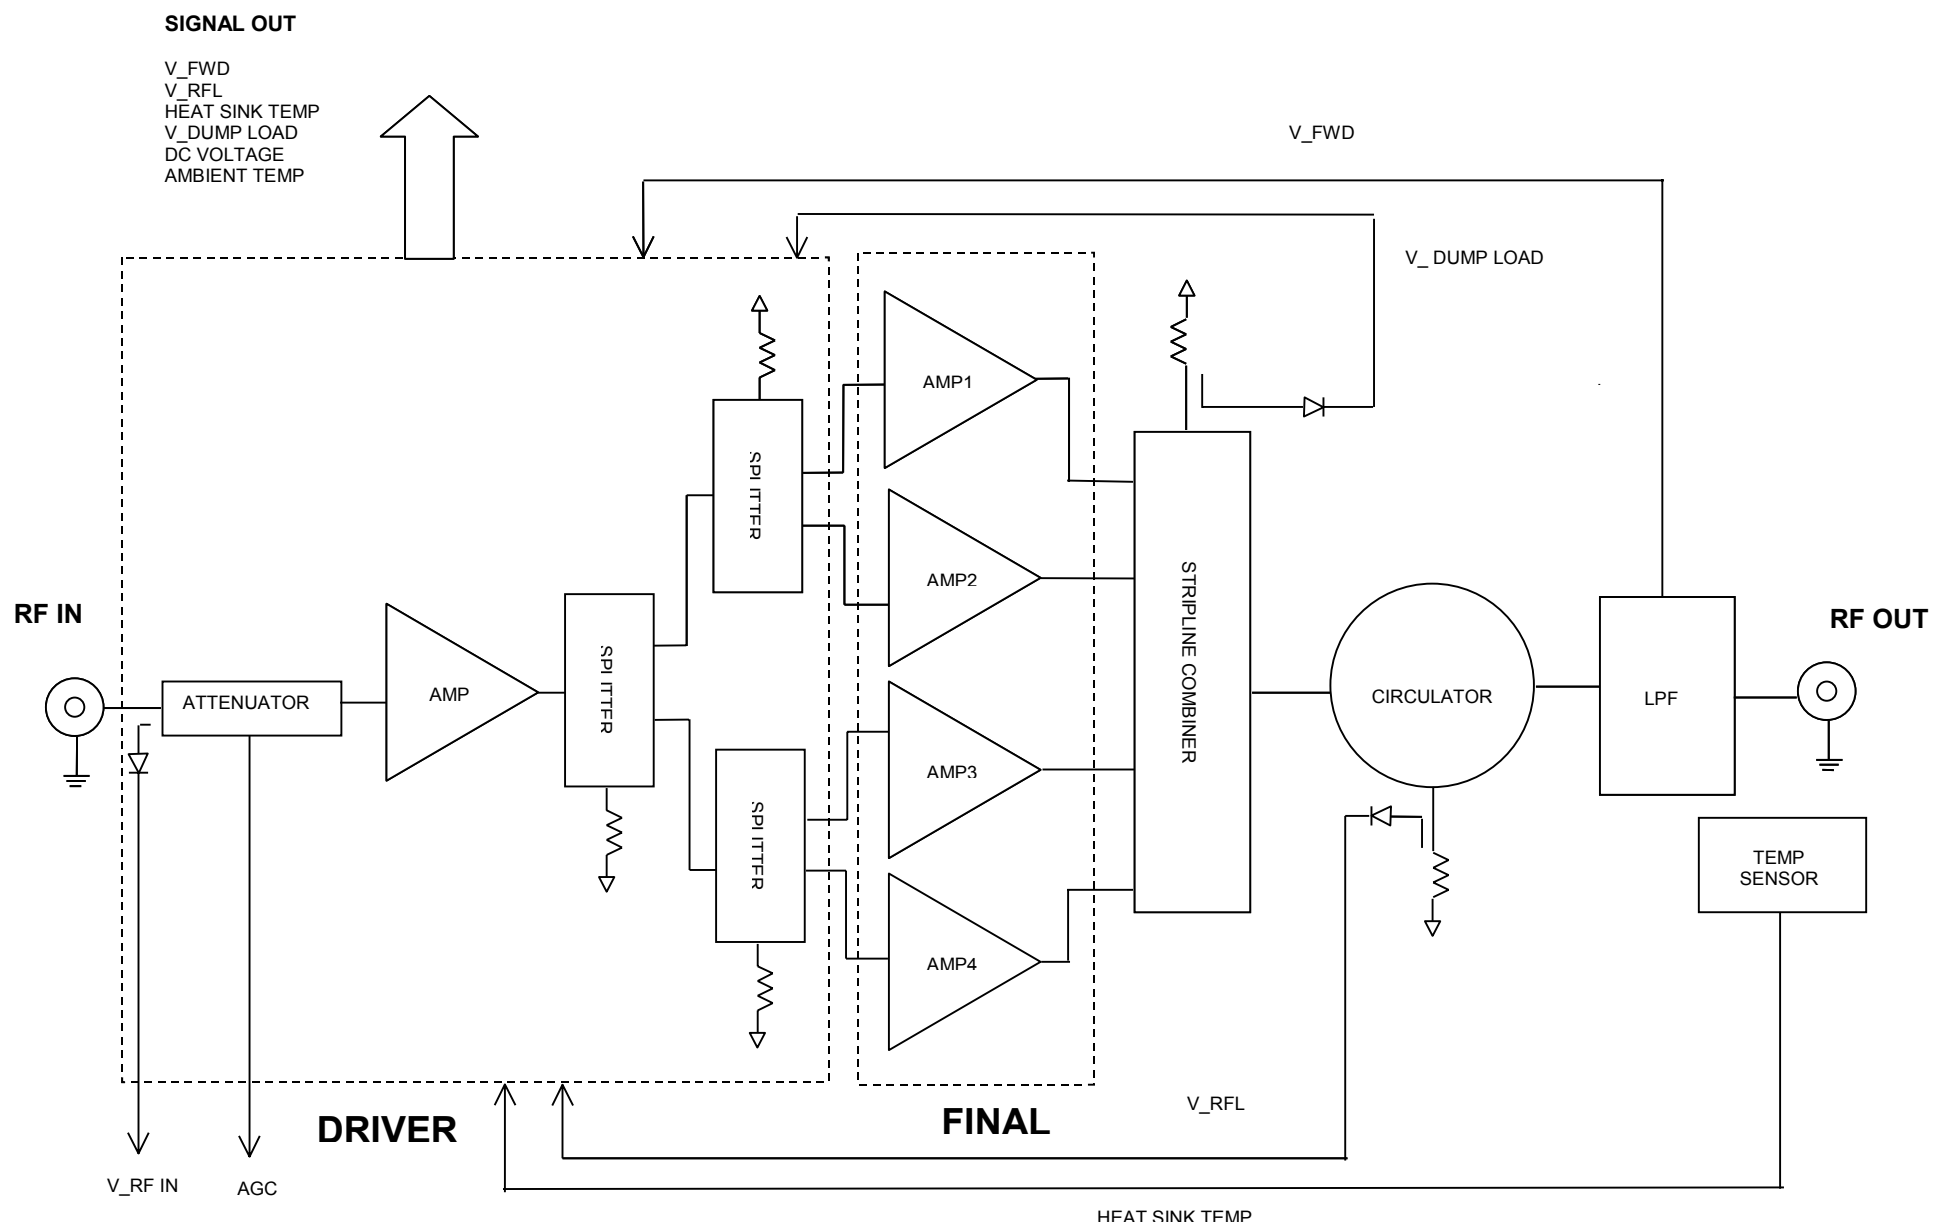 SIGNAL OUT
V_FWD
V_RFL
HEAT SINK TEMP
V_DUMP LOAD
DC VOLTAGE
AMBIENT TEMP
V_FWD
V_ DUMP LOAD
AMP1
SPLITTER
AMP2
STRIPLINE COMBINER
RF IN
RF OUT
ATTENUATOR
AMP
SPLITTER
CIRCULATOR
LPF
AMP3
SPLITTER
TEMP
SENSOR
AMP4
V_RFL
DRIVER
FINAL
V_RF IN
AGC
HEAT SINK TEMP